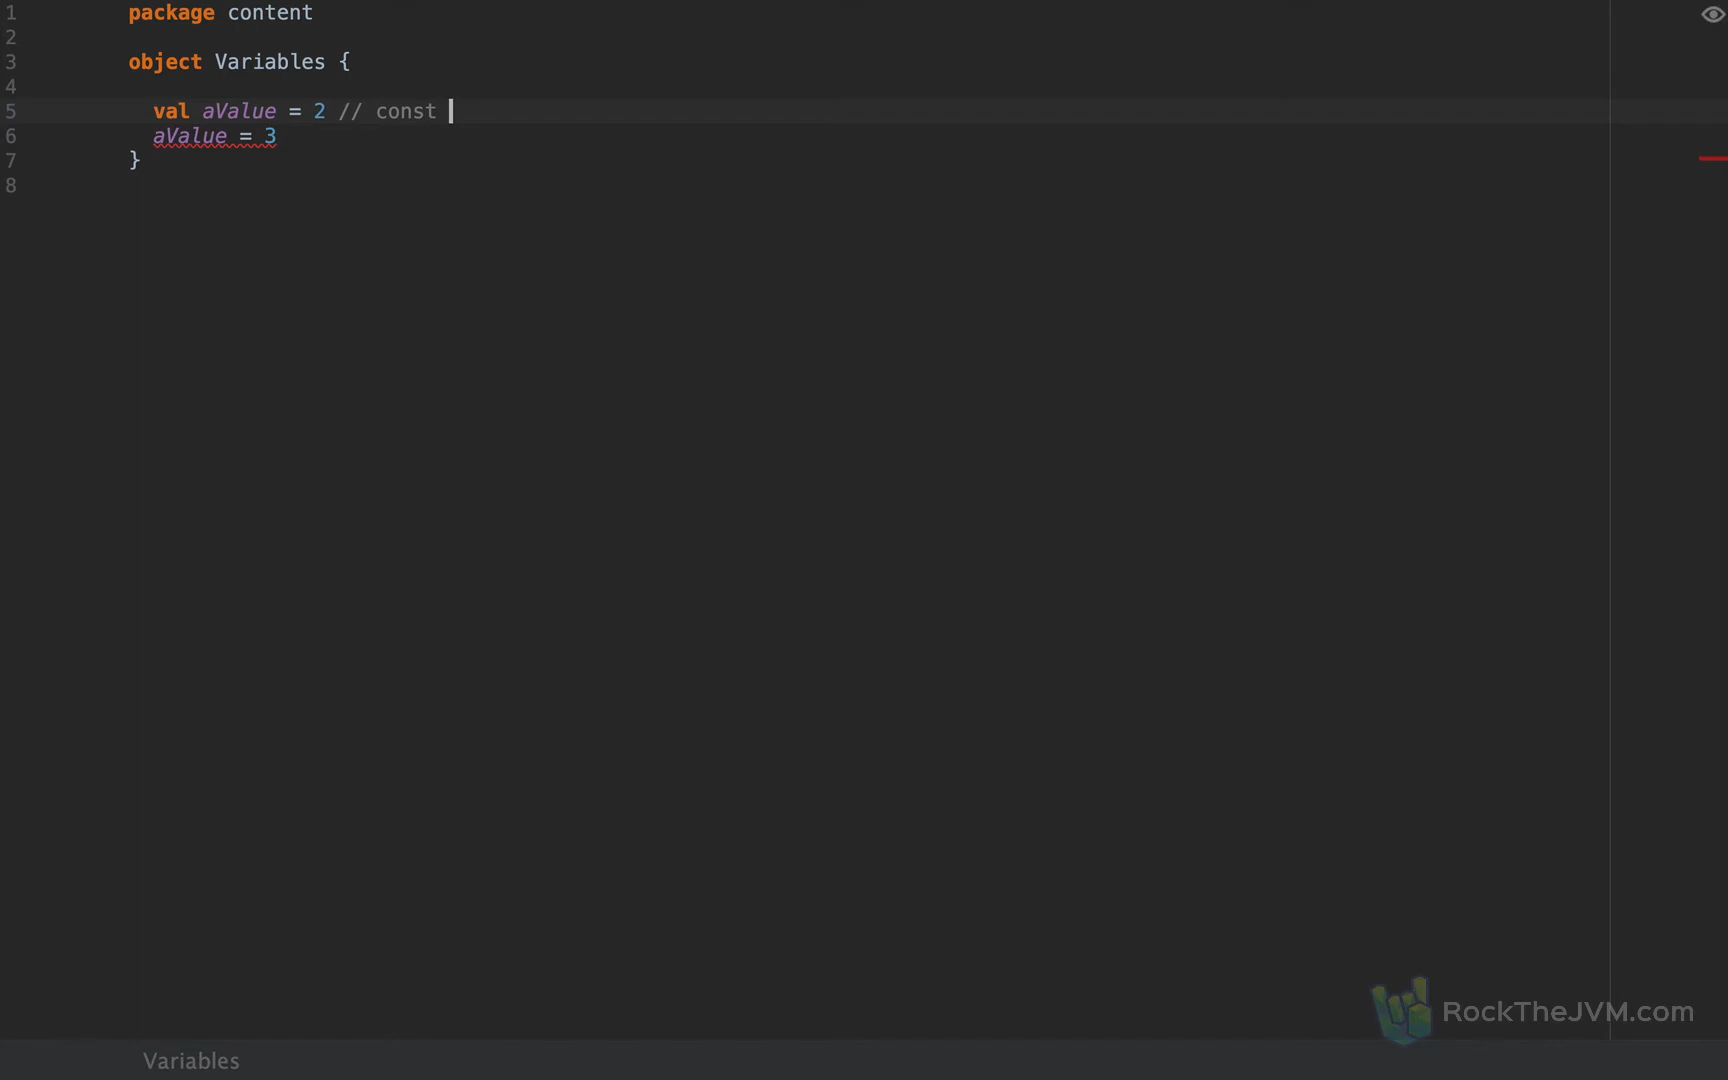 1 package content
2
3 object Variables {
4
5 val aValue = 2 // const
6 aValue = 3
7 }
8
RockTheJVM.com
Variables